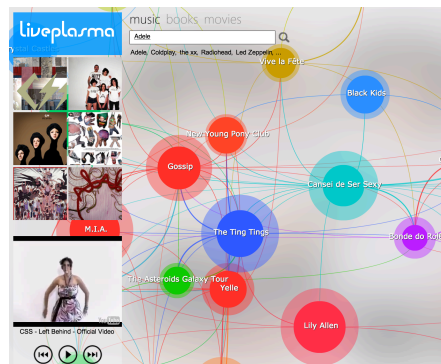 liveplasma
music books movies
Adele
Adele, Coldplay, the xx, Radiohead, Led Zeppelin, ...
Vive la Fête
Black Kids
New Young Pony Club
Gossip
Cansei de Ser Sexy
M.I.A.
The Ting Tings
Bonde do Rolê
The Asteroids Galaxy Tour
Yelle
Lily Allen
CSS - Left Behind - Official Video